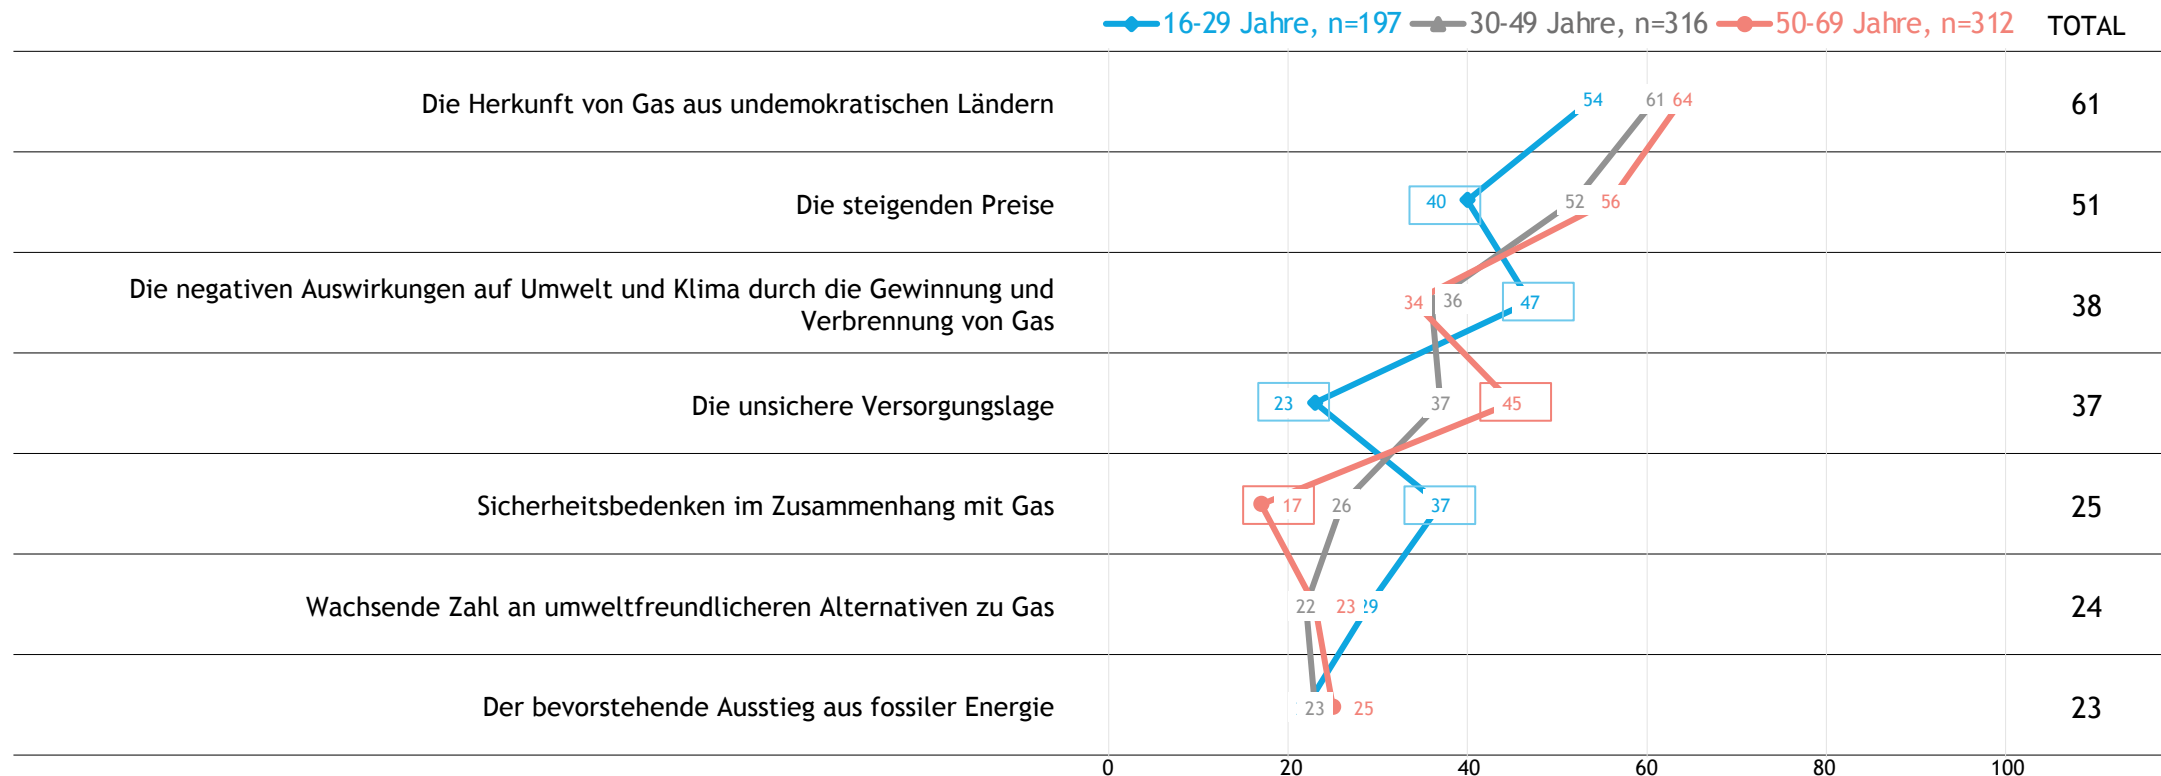 16-29 Jahre, n=197 30-49 Jahre, n=316 50-69 Jahre, n=312 TOTAL
Die Herkunft von Gas aus undemokratischen Ländern 54 61 64 61
Die steigenden Preise 40 52 56 51
Die negativen Auswirkungen auf Umwelt und Klima durch die Gewinnung und
Verbrennung von Gas 34 36 47 38
Die unsichere Versorgungslage 23 37 45 37
Sicherheitsbedenken im Zusammenhang mit Gas 17 26 37 25
Wachsende Zahl an umweltfreundlicheren Alternativen zu Gas 22 23 29 24
Der bevorstehende Ausstieg aus fossiler Energie 23 25 23
0 20 40 60 80 100